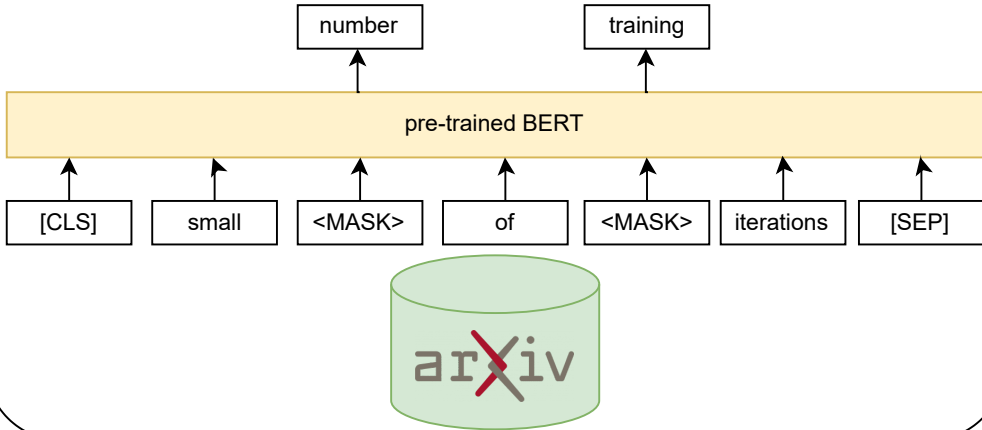 number training
pre-trained BERT
[CLS] small <MASK> of <MASK> iterations [SEP]
arXiv